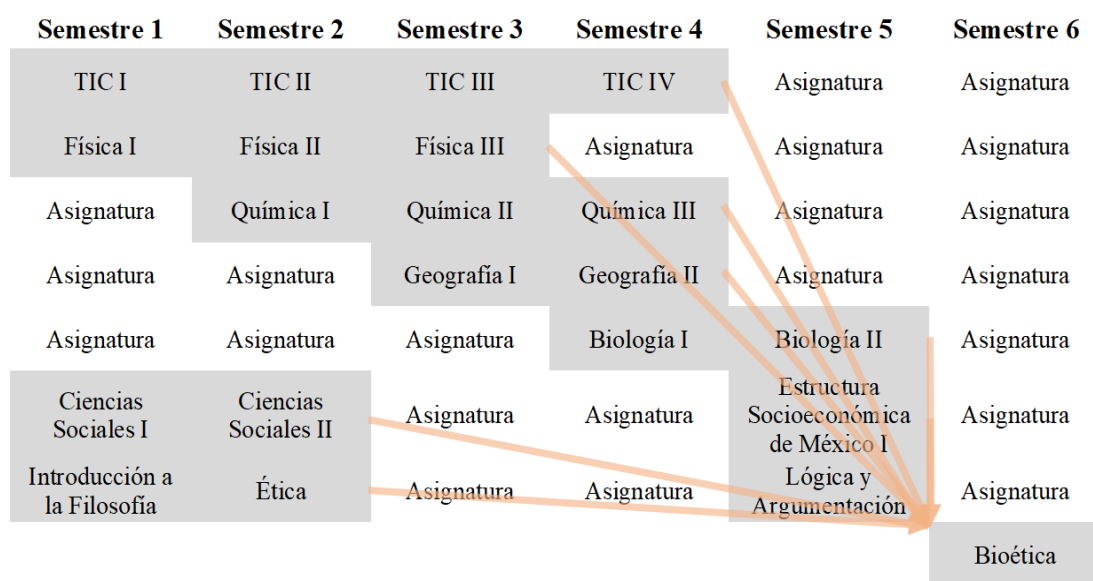 Semestre 1 Semestre 2 Semestre 3 Semestre 4 Semestre 5 Semestre 6
TIC I TIC II TIC III TIC IV Asignatura Asignatura
Física I Física II Física III Asignatura Asignatura Asignatura
Asignatura Química I Química II Química III Asignatura Asignatura
Asignatura Asignatura Geografía I Geografía II Asignatura Asignatura
Asignatura Asignatura Asignatura Biología I Biología II Asignatura
Ciencias
Sociales I
Ciencias
Sociales II
Asignatura
Asignatura
Estructura
Socioeconómica
de México I
Asignatura
Introducción a
la Filosofía
Ética
Asignatura
Asignatura
Lógica y
Argumentación
Asignatura
Bioética